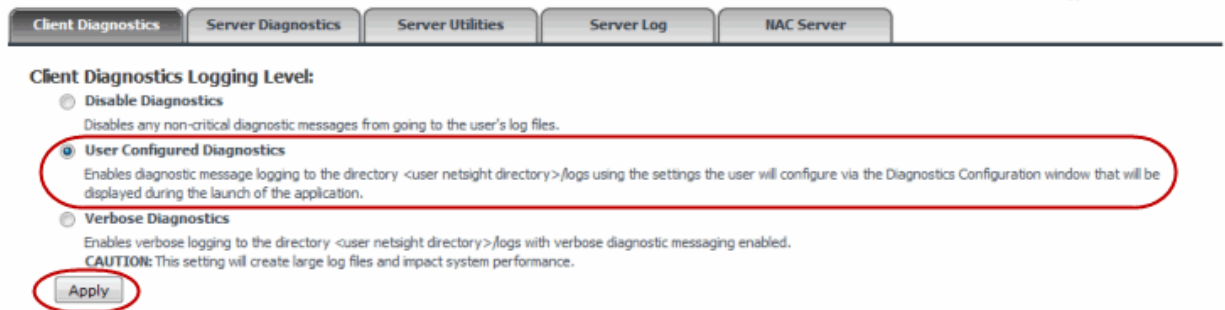 Client Diagnostics Server Diagnostics Server Utilities Server Log NAC Server
Client Diagnostics Logging Level:
Disable Diagnostics
Disables any non-critical diagnostic messages from going to the user's log files.
User Configured Diagnostics
Enables diagnostic message logging to the directory <user netsight directory>/logs using the settings the user will configure via the Diagnostics Configuration window that will be
displayed during the launch of the application.
Verbose Diagnostics
Enables verbose logging to the directory <user netsight directory>/logs with verbose diagnostic messaging enabled.
CAUTION: This setting will create large log files and impact system performance.
Apply